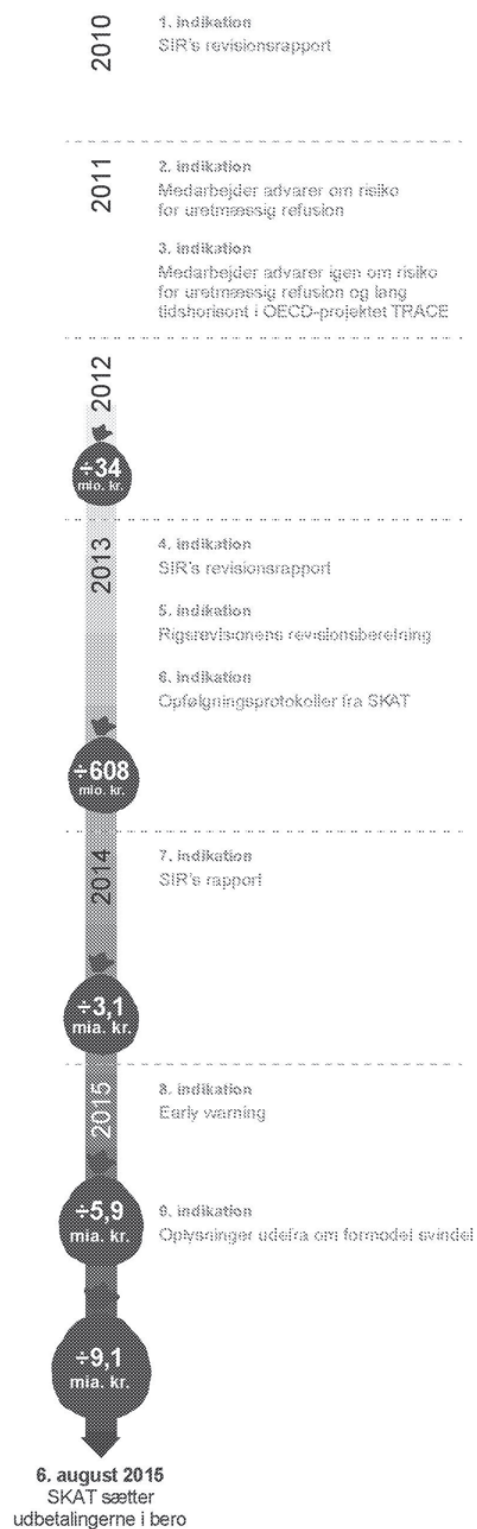 2010
1. indikation
SIR's revisionsrapport
2011
2. indikation
Medarbejder advarer om risiko
for uretmæssig refusion
3. indikation
Medarbejder advarer igen om risiko
for uretmæssig refusion og lang
tidshorisont i OECD-projektet TRACE
2012
÷34
mio. kr.
2013
4. indikation
SIR's revisionsrapport
5. indikation
Rigsrevisionens revisionsberetning
6. indikation
Opfølgningsprotokoller fra SKAT
÷608
mio. kr.
2014
7. indikation
SIR's rapport
÷3,1
mia. kr.
2015
8. indikation
Early warning
÷5,9
mia. kr.
9. indikation
Oplysninger udefra om formodet svindel
÷9,1
mia. kr.
6. august 2015
SKAT sætter
udbetalingerne i bero